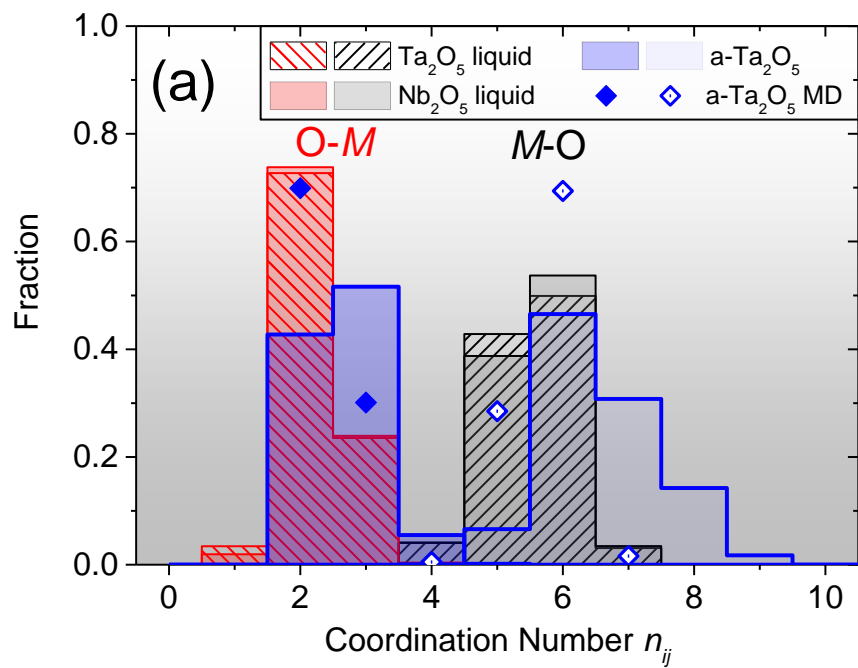 (a)
Ta₂O₅ liquid
a-Ta₂O₅
Nb₂O₅ liquid
a-Ta₂O₅ MD
O-M
M-O
Fraction
1.0
0.8
0.6
0.4
0.2
0.0
0
2
4
6
8
10
Coordination Number nᵢⱼ